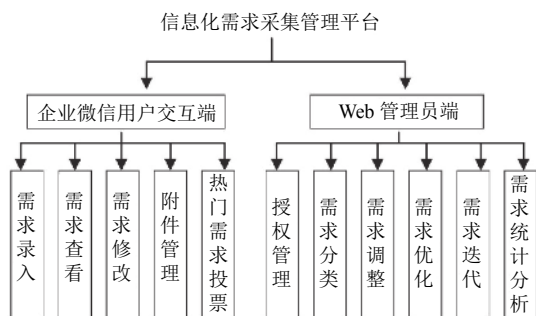 信息化需求采集管理平台
企业微信用户交互端
Web 管理员端
需求录入
需求查看
需求修改
附件管理
热门需求投票
授权管理
需求分类
需求调整
需求优化
需求迭代
需求统计分析